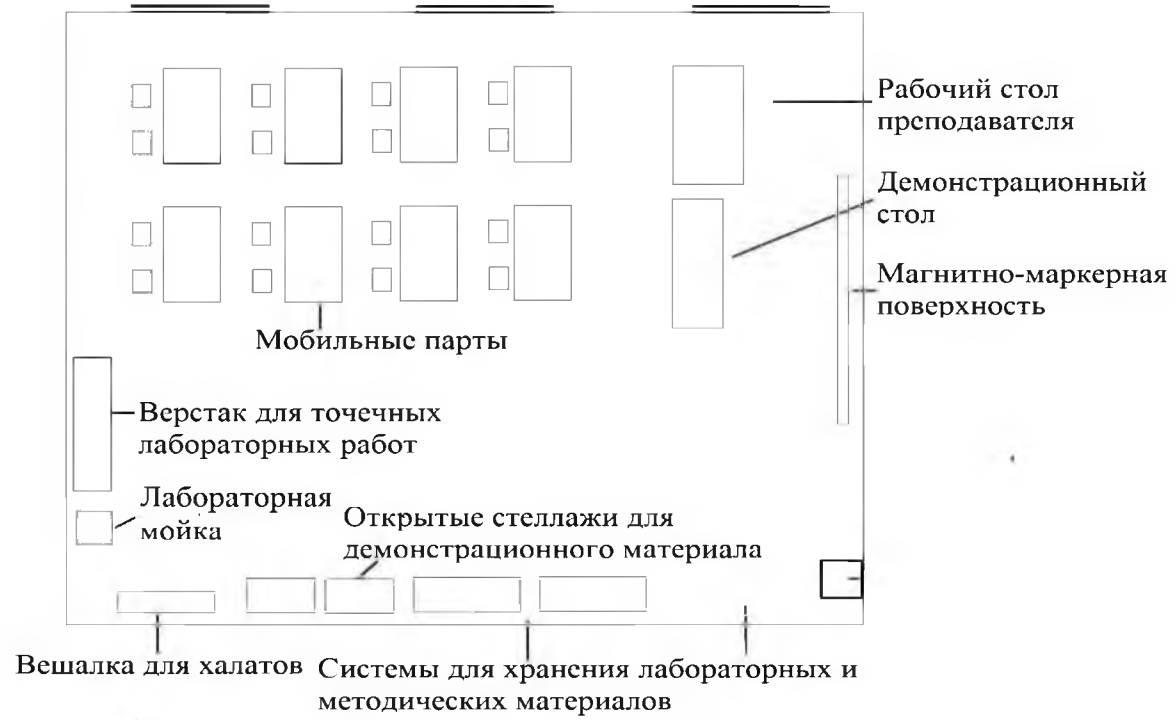 Рабочий стол
преподавателя
Демонстрационный
стол
Магнитно-маркерная
поверхность
Мобильные парты
Верстак для точечных
лабораторных работ
Лабораторная
мойка
Открытые стеллажи для
демонстрационного материала
Вешалка для халатов
Системы для хранения лабораторных и
методических материалов